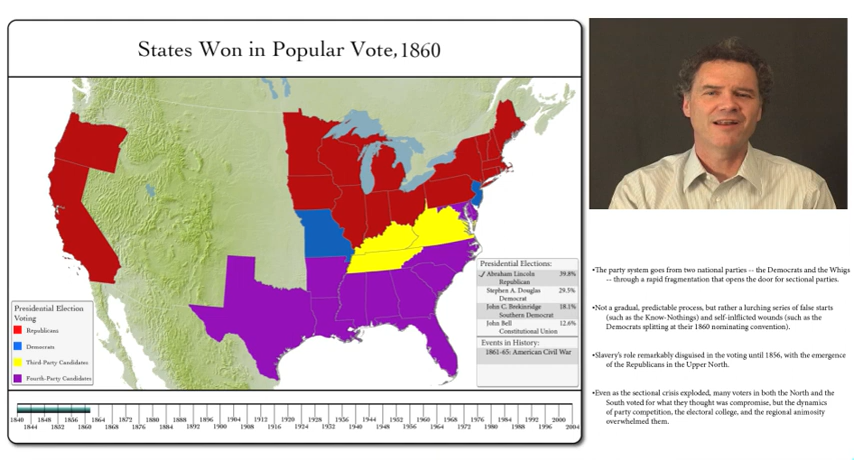 States Won in Popular Vote, 1860
Presidential Elections:
✓ Abraham Lincoln 39.8%
Republican
Stephen A. Douglas 29.5%
Democrat
John C. Breckinridge 18.1%
Southern Democrat
John Bell 12.6%
Constitutional Union
Events in History:
1861-65: American Civil War
Presidential Election
Voting
Republicans
Democrats
Third-Party Candidates
Fourth-Party Candidates
1840 1848 1856 1864 1872 1880 1888 1896 1904 1912 1920 1928 1936 1944 1952 1960 1968 1976 1984 1992 2000
1844 1852 1860 1868 1876 1884 1892 1900 1908 1916 1924 1932 1940 1948 1956 1964 1972 1980 1988 1996 2004
•The party system goes from two national parties -- the Democrats and the Whigs
-- through a rapid fragmentation that opens the door for sectional parties.
•Not a gradual, predictable process, but rather a lurching series of false starts
(such as the Know-Nothings) and self-inflicted wounds (such as the
Democrats splitting at their 1860 nominating convention).
•Slavery's role remarkably disguised in the voting until 1856, with the emergence
of the Republicans in the Upper North.
•Even as the sectional crisis exploded, many voters in both the North and the
South voted for what they thought was compromise, but the dynamics
of party competition, the electoral college, and the regional animosity
overwhelmed them.